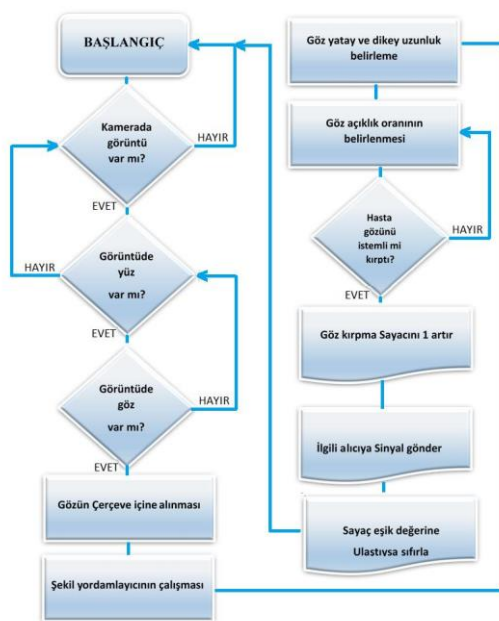 BAŞLANGIÇ
Kamerada
görüntü
var mı?
HAYIR
EVET
Görüntüde
yüz
var mı?
HAYIR
EVET
Görüntüde
göz
var mı?
HAYIR
EVET
Gözün Çerçeve içine alınması
Şekil yordamlayıcının çalışması
Göz yatay ve dikey uzunluk
belirleme
Göz açıklık oranının
belirlenmesi
Hasta
gözünü
istemli mi
kırptı?
HAYIR
EVET
Göz kırpma Sayacını 1 artır
İlgili alıcıya Sinyal gönder
Sayaç eşik değerine
Ulastıysa sıfırla